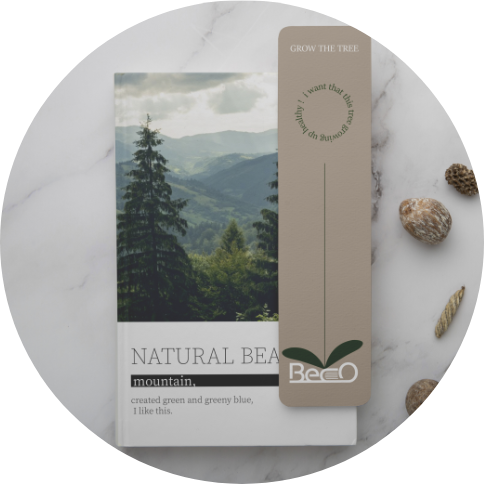 GROW THE TREE
i want that this tree growing up healthy !
NATURAL BEA
mountain,
created green and greeny blue,
I like this.
Beco